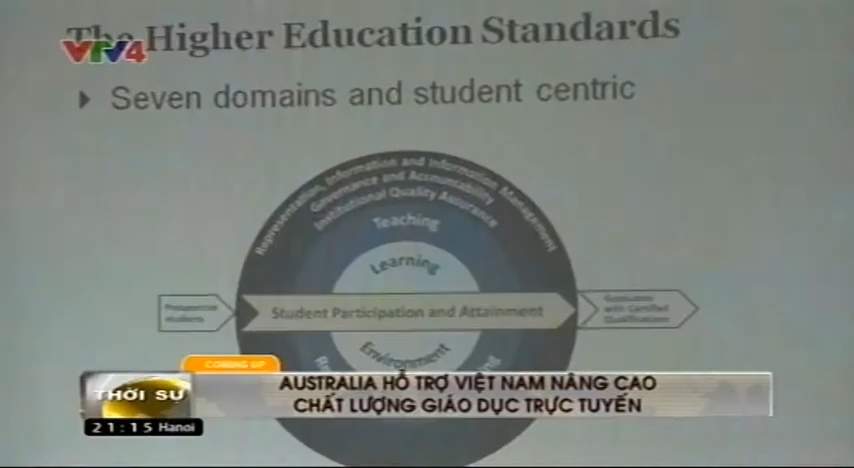 The Higher Education Standards
VTV4
Seven domains and student centric
Representation, Information and Information Management
Governance and Accountability
Institutional Quality Assurance
Teaching
Learning
Prospective
students
Student Participation and Attainment
Graduates
with Certified
Qualifications
Environment
COMING UP
THỜI SỰ
AUSTRALIA HỖ TRỢ VIỆT NAM NÂNG CAO
CHẤT LƯỢNG GIÁO DỤC TRỰC TUYẾN
21:15 Hanoi